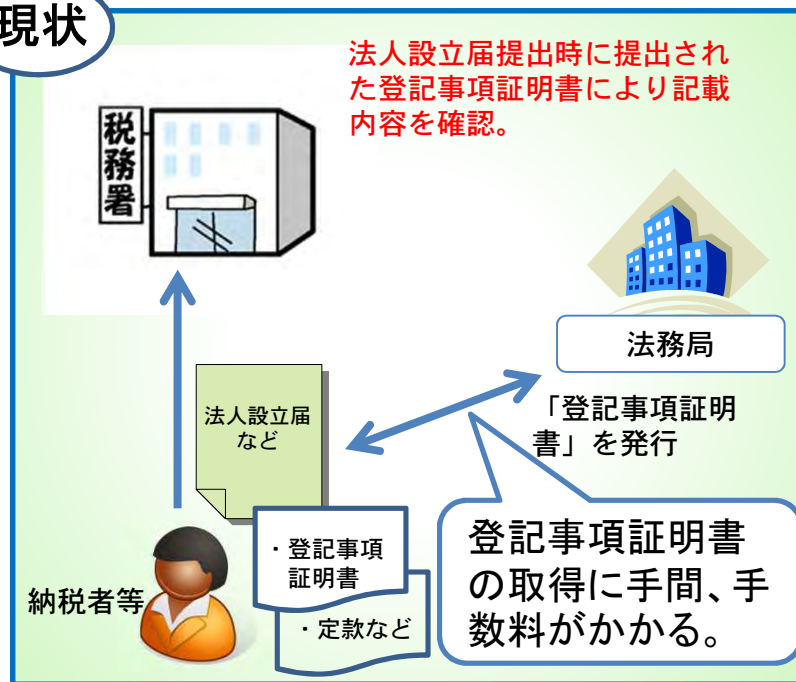 現状
法人設立届提出時に提出され
た登記事項証明書により記載
内容を確認。
税務署
法務局
「登記事項証明
書」を発行
法人設立届
など
・登記事項
証明書
・定款など
納税者等
登記事項証明書
の取得に手間、手
数料がかかる。